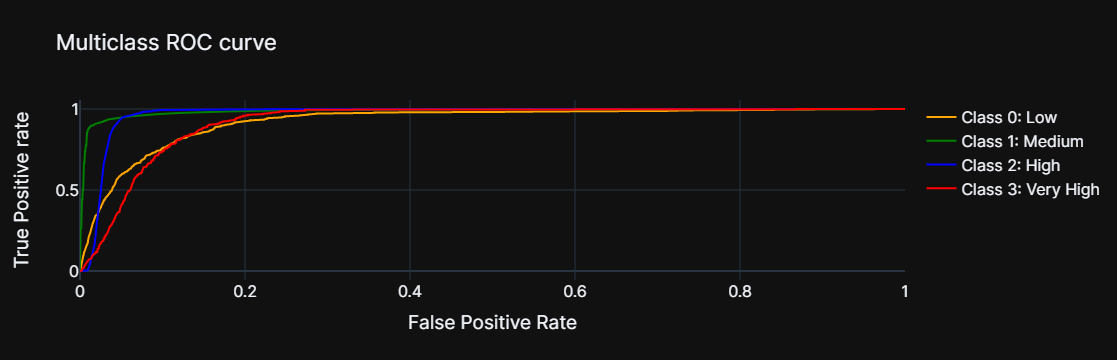 Multiclass ROC curve
True Positive rate
1
0.5
0
0
0.2
0.4
0.6
0.8
1
False Positive Rate
Class 0: Low
Class 1: Medium
Class 2: High
Class 3: Very High